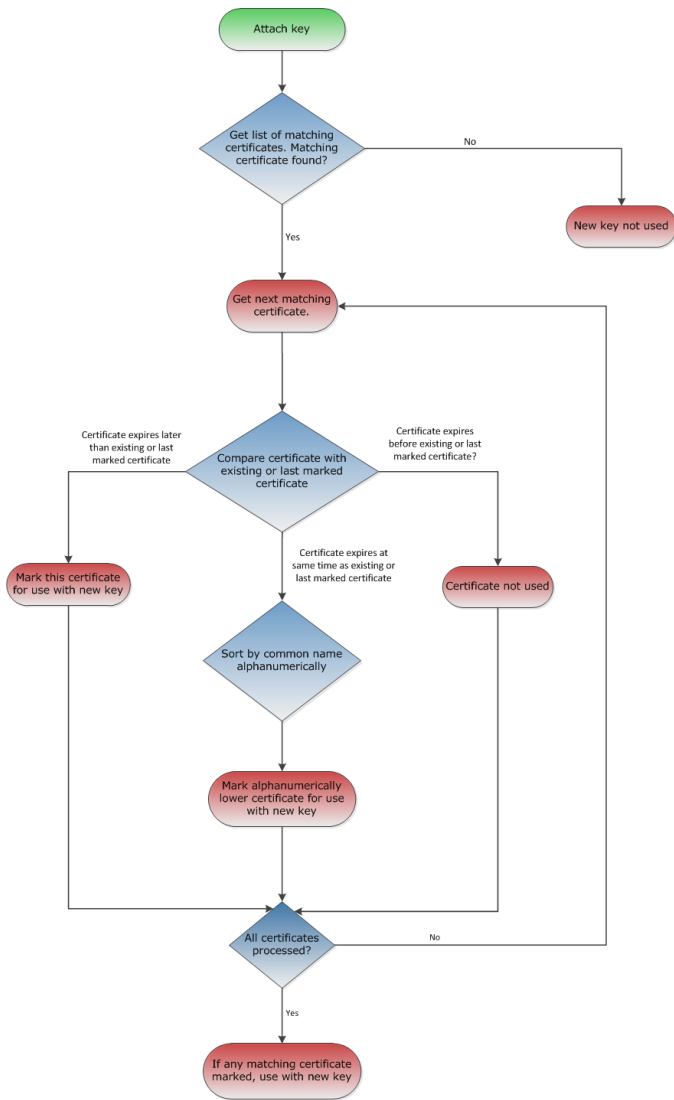 Attach key
Get list of matching
certificates. Matching
certificate found?
No
New key not used
Yes
Get next matching
certificate.
Certificate expires later
than existing or last
marked certificate
Certificate expires
before existing or last
marked certificate?
Compare certificate with
existing or last marked
certificate
Certificate expires at
same time as existing or
last marked certificate
Mark this certificate
for use with new key
Certificate not used
Sort by common name
alphanumerically
Mark alphanumerically
lower certificate for use
with new key
All certificates
processed?
No
Yes
If any matching certificate
marked, use with new key